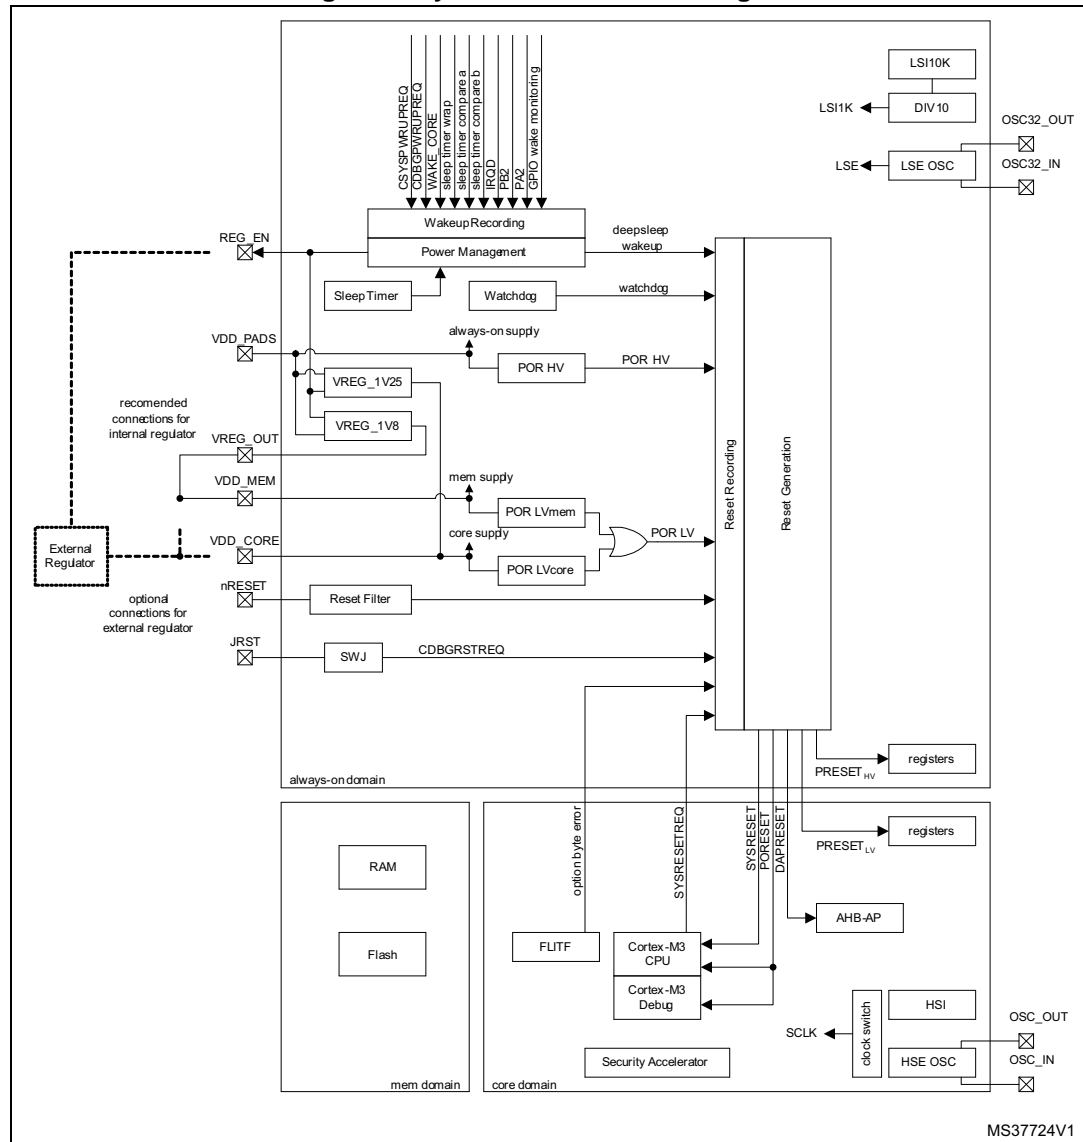 CSYSPWRUPREQ
CDBGPWRUPREQ
WAKE_CORE
sleep timer wrap
sleep timer compare a
sleep timer compare b
IRQD
PB2
PA2
GPIO wake monitoring
LSI10K
LSI1K
DIV10
OSC32_OUT
LSE
LSE OSC
OSC32_IN
Wakeup Recording
Power Management
deepsleep
wakeup
REG_EN
Sleep Timer
Watchdog
watchdog
VDD_PADS
always-on supply
POR HV
POR HV
VREG_1V25
VREG_1V8
recomended
connections for
internal regulator
VREG_OUT
VDD_MEM
mem supply
POR LVmem
Reset Recording
Reset Generation
External
Regulator
VDD_CORE
core supply
POR LVcore
POR LV
nRESET
Reset Filter
optional
connections for
external regulator
JRST
SWJ
CDBGRSTREQ
registers
PRESET HV
always-on domain
option byte error
SYSRESETREQ
SYSRESET
PORESET
DAPRESET
registers
PRESET LV
RAM
Flash
AHB-AP
FLITF
Cortex-M3
CPU
Cortex-M3
Debug
SCLK
clock switch
HSI
HSE OSC
OSC_OUT
OSC_IN
Security Accelerator
mem domain
core domain
MS37724V1